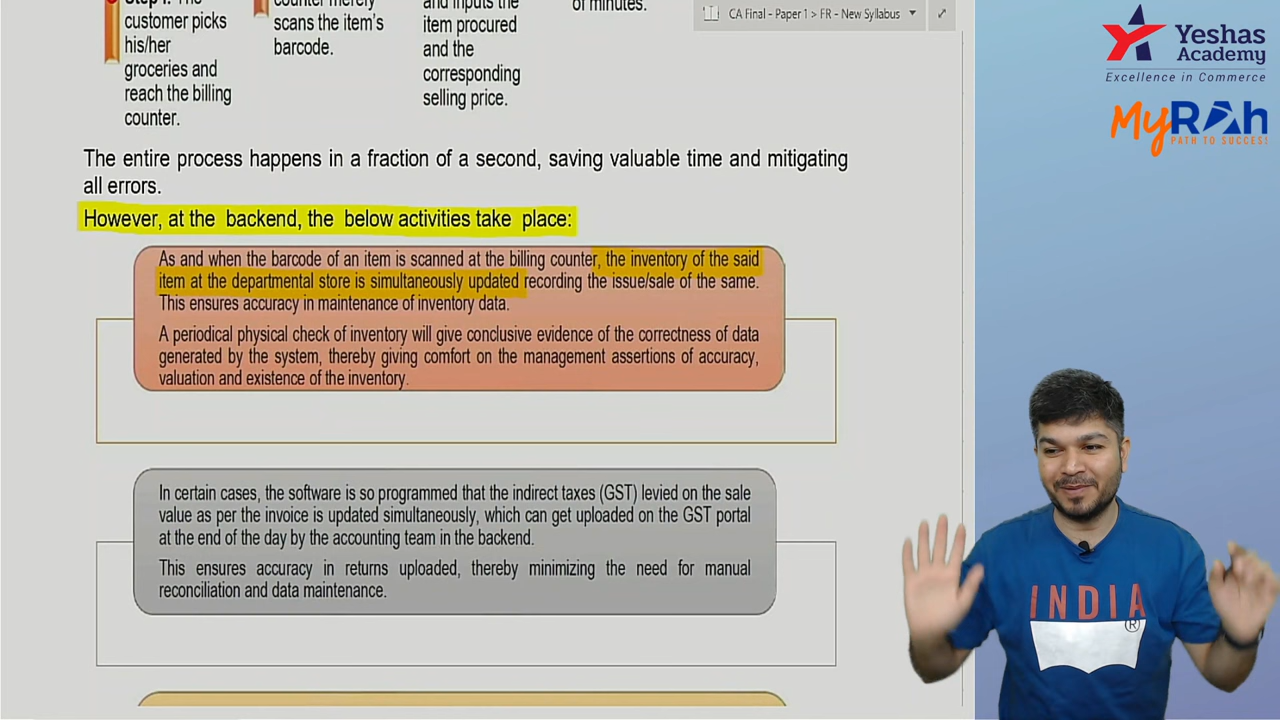 Step I: The
customer picks
his/her
groceries and
reach the billing
counter.
counter merely
scans the item's
barcode.
and inputs the
item procured
and the
corresponding
selling price.
of minutes.
CA Final - Paper 1 > FR - New Syllabus
Yeshas
Academy
Excellence in Commerce
MyRAh
PATH TO SUCCESS
The entire process happens in a fraction of a second, saving valuable time and mitigating
all errors.
However, at the backend, the below activities take place:
As and when the barcode of an item is scanned at the billing counter, the inventory of the said
item at the departmental store is simultaneously updated recording the issue/sale of the same.
This ensures accuracy in maintenance of inventory data.
A periodical physical check of inventory will give conclusive evidence of the correctness of data
generated by the system, thereby giving comfort on the management assertions of accuracy,
valuation and existence of the inventory.
In certain cases, the software is so programmed that the indirect taxes (GST) levied on the sale
value as per the invoice is updated simultaneously, which can get uploaded on the GST portal
at the end of the day by the accounting team in the backend.
This ensures accuracy in returns uploaded, thereby minimizing the need for manual
reconciliation and data maintenance.
INDIA
®